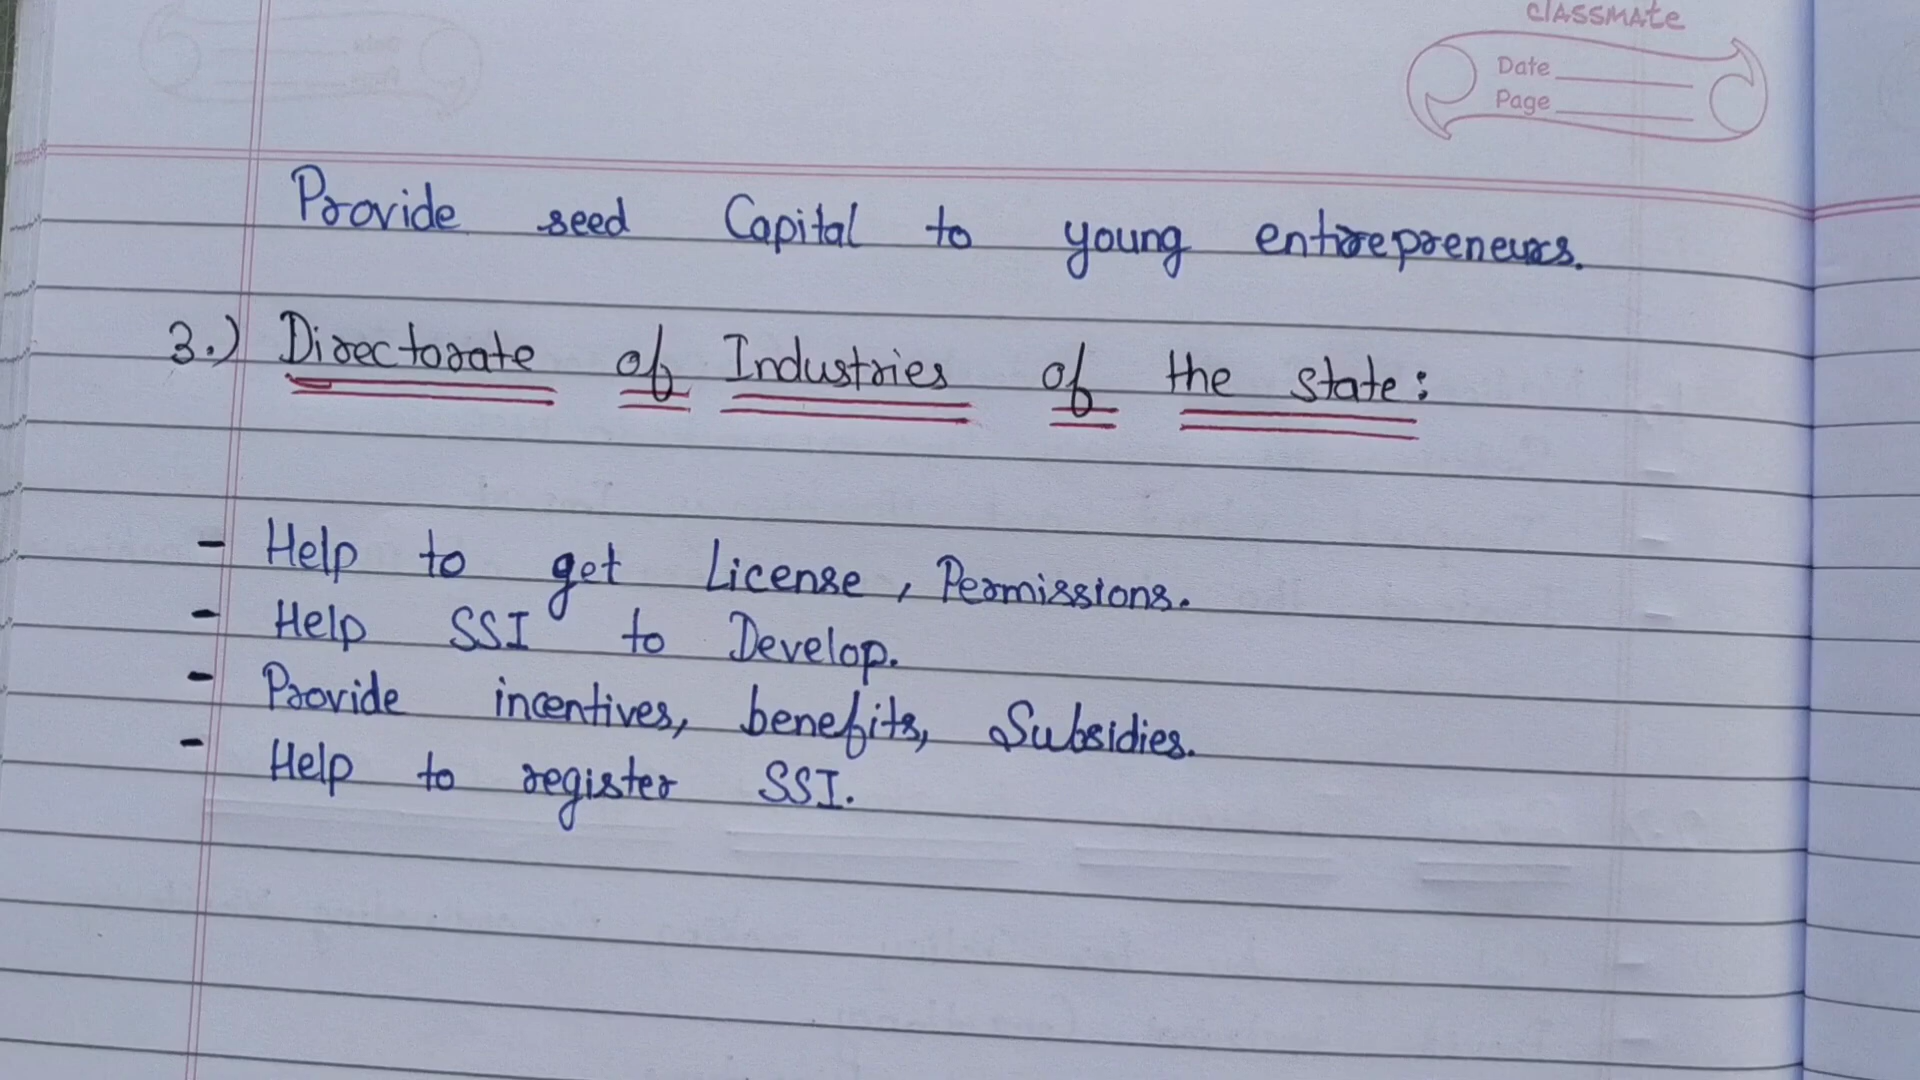 classmate
Date
Page
Provide seed Capital to young entirepreneurs.
3.) Directorate of Industries of the state:
- Help to get License, Permissions.
- Help SSI to Develop.
- Provide incentives, benefits, Subsidies.
- Help to register SSI.